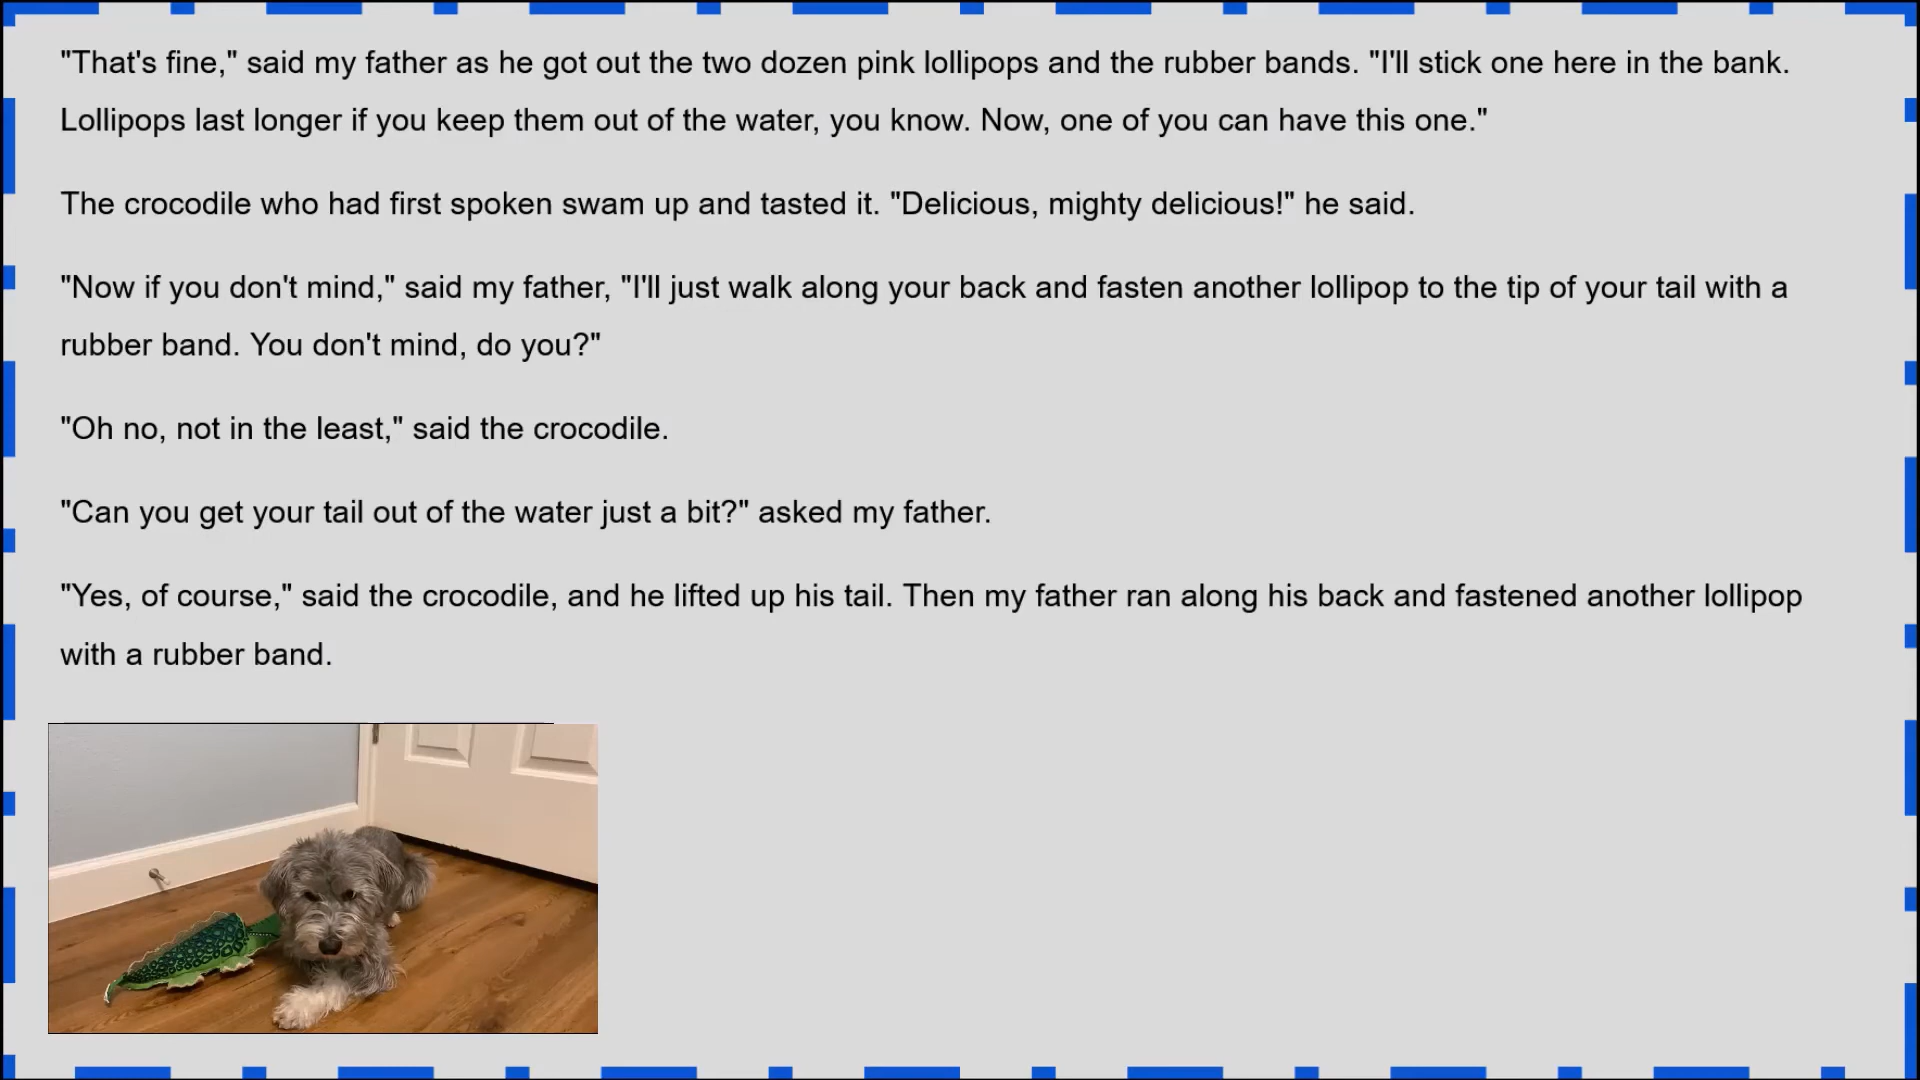 "That's fine," said my father as he got out the two dozen pink lollipops and the rubber bands. "I'll stick one here in the bank.
Lollipops last longer if you keep them out of the water, you know. Now, one of you can have this one."
The crocodile who had first spoken swam up and tasted it. "Delicious, mighty delicious!" he said.
"Now if you don't mind," said my father, "I'll just walk along your back and fasten another lollipop to the tip of your tail with a
rubber band. You don't mind, do you?"
"Oh no, not in the least," said the crocodile.
"Can you get your tail out of the water just a bit?" asked my father.
"Yes, of course," said the crocodile, and he lifted up his tail. Then my father ran along his back and fastened another lollipop
with a rubber band.